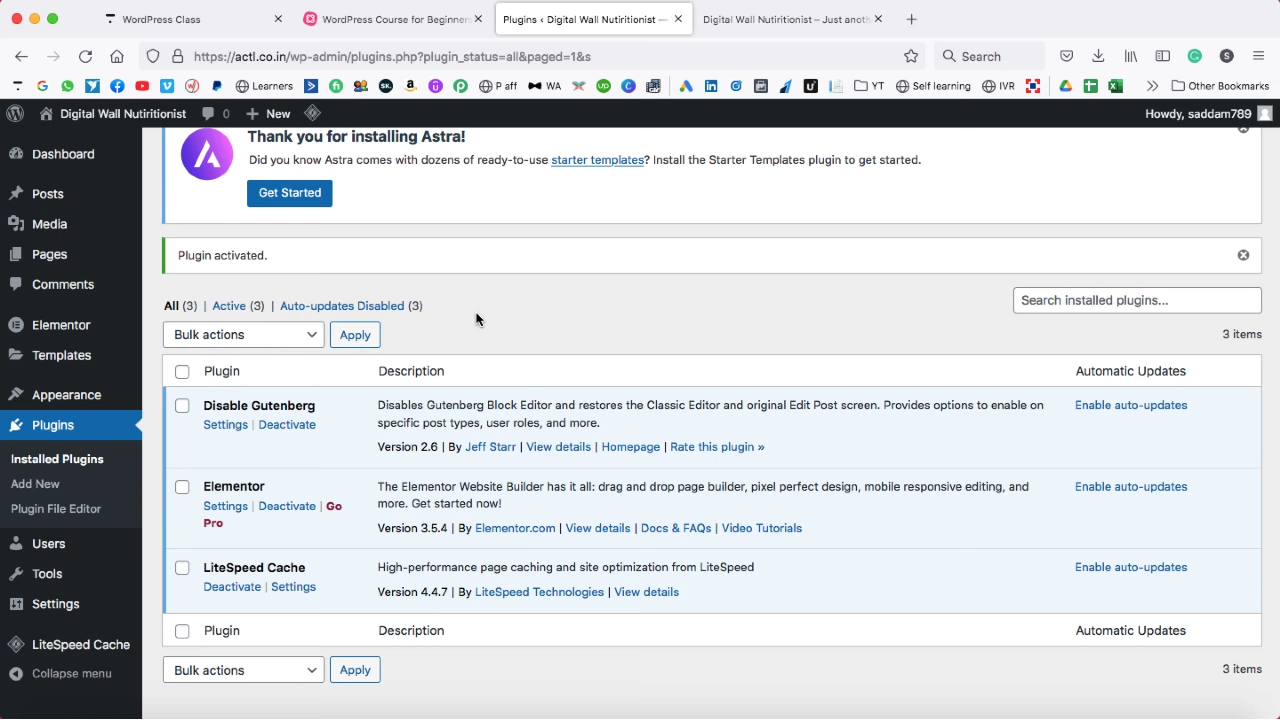 WordPress Class
WordPress Course for Beginners
Plugins ‹ Digital Wall Nutiritionist —
Digital Wall Nutiritionist – Just anoth
https://actl.co.in/wp-admin/plugins.php?plugin_status=all&paged=1&s
Search
Learners
P aff
WA
YT
Self learning
IVR
Other Bookmarks
Digital Wall Nutiritionist
0
New
Howdy, saddam789
Dashboard
Posts
Media
Pages
Comments
Elementor
Templates
Appearance
Plugins
Installed Plugins
Add New
Plugin File Editor
Users
Tools
Settings
LiteSpeed Cache
Collapse menu
Thank you for installing Astra!
Did you know Astra comes with dozens of ready-to-use starter templates? Install the Starter Templates plugin to get started.
Get Started
Plugin activated.
All (3) | Active (3) | Auto-updates Disabled (3)
Search installed plugins...
Bulk actions
Apply
3 items
Plugin
Description
Automatic Updates
Disable Gutenberg
Settings | Deactivate
Disables Gutenberg Block Editor and restores the Classic Editor and original Edit Post screen. Provides options to enable on
specific post types, user roles, and more.
Version 2.6 | By Jeff Starr | View details | Homepage | Rate this plugin »
Enable auto-updates
Elementor
Settings | Deactivate | Go
Pro
The Elementor Website Builder has it all: drag and drop page builder, pixel perfect design, mobile responsive editing, and
more. Get started now!
Version 3.5.4 | By Elementor.com | View details | Docs & FAQs | Video Tutorials
Enable auto-updates
LiteSpeed Cache
Deactivate | Settings
High-performance page caching and site optimization from LiteSpeed
Version 4.4.7 | By LiteSpeed Technologies | View details
Enable auto-updates
Plugin
Description
Automatic Updates
Bulk actions
Apply
3 items